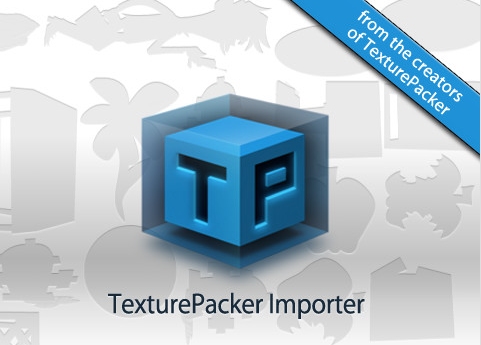 from the creators
of TexturePacker
T P
TexturePacker Importer